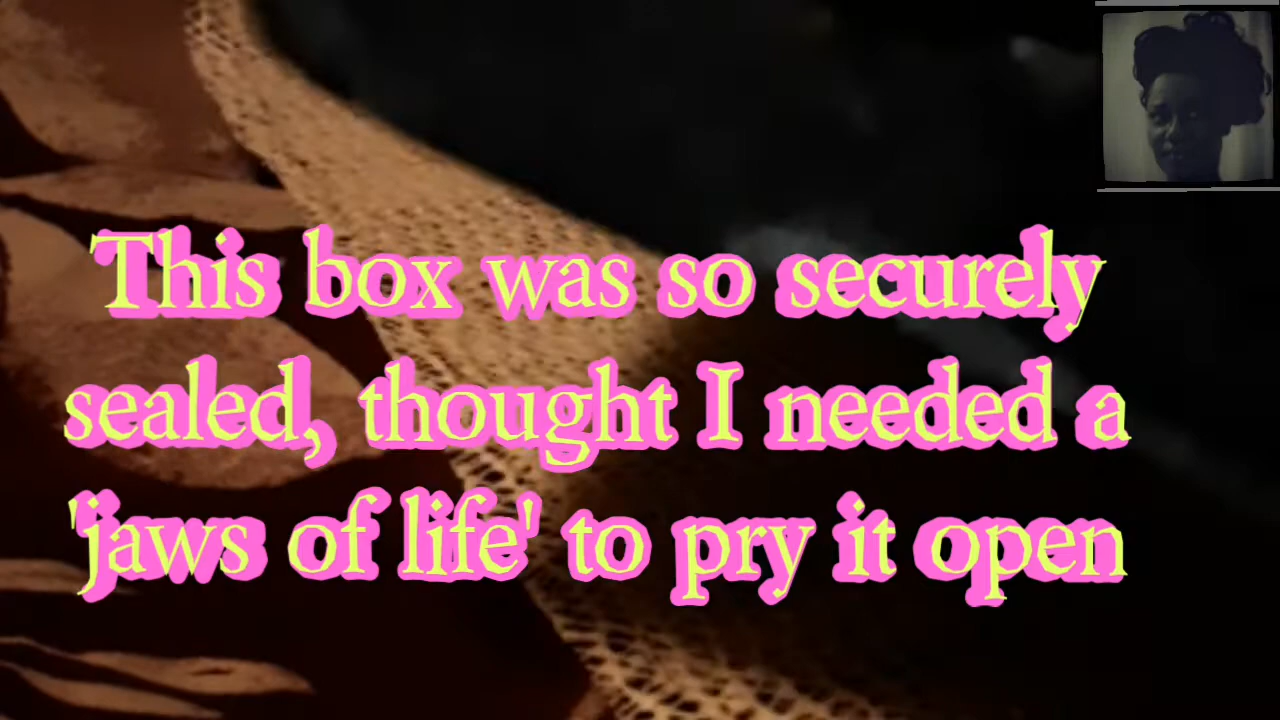 This box was so securely
sealed, thought I needed a
'jaws of life' to pry it open